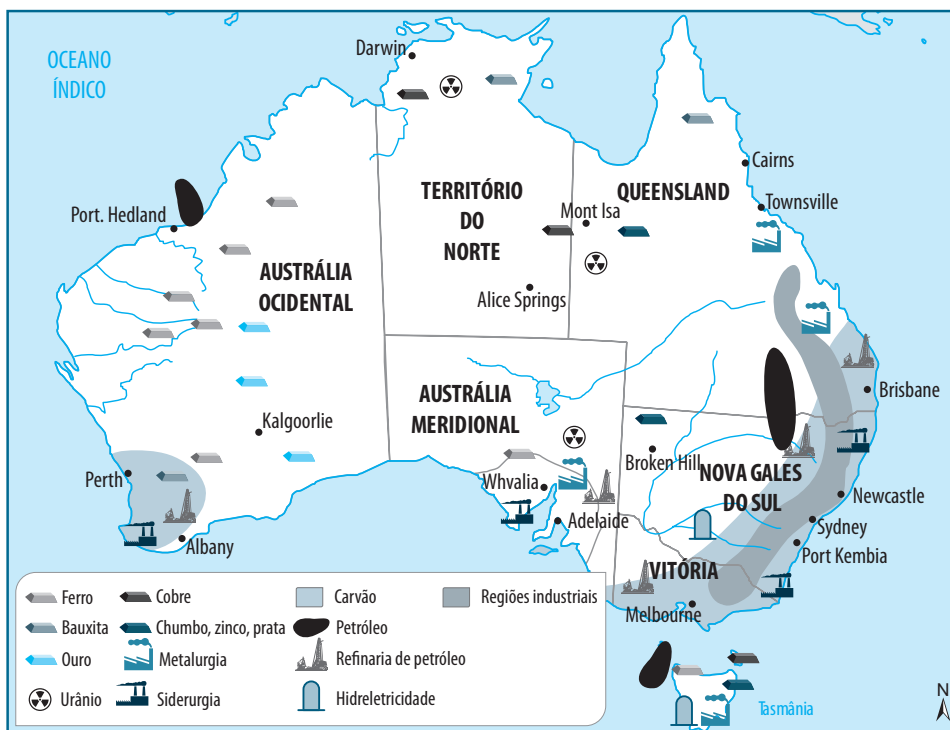 OCEANO
ÍNDICO
Darwin
Cairns
Port. Hedland
TERRITÓRIO
DO
NORTE
QUEENSLAND
Mont Isa
Townsville
AUSTRÁLIA
OCIDENTAL
Alice Springs
AUSTRÁLIA
MERIDIONAL
Brisbane
Kalgoorlie
Broken Hill
Perth
Whvalia
NOVA GALES
DO SUL
Newcastle
Adelaide
Sydney
Albany
Port Kembia
VITÓRIA
Melbourne
Ferro
Cobre
Carvão
Regiões industriais
Bauxita
Chumbo, zinco, prata
Petróleo
Ouro
Metalurgia
Refinaria de petróleo
Urânio
Siderurgia
Hidreletricidade
Tasmânia
N